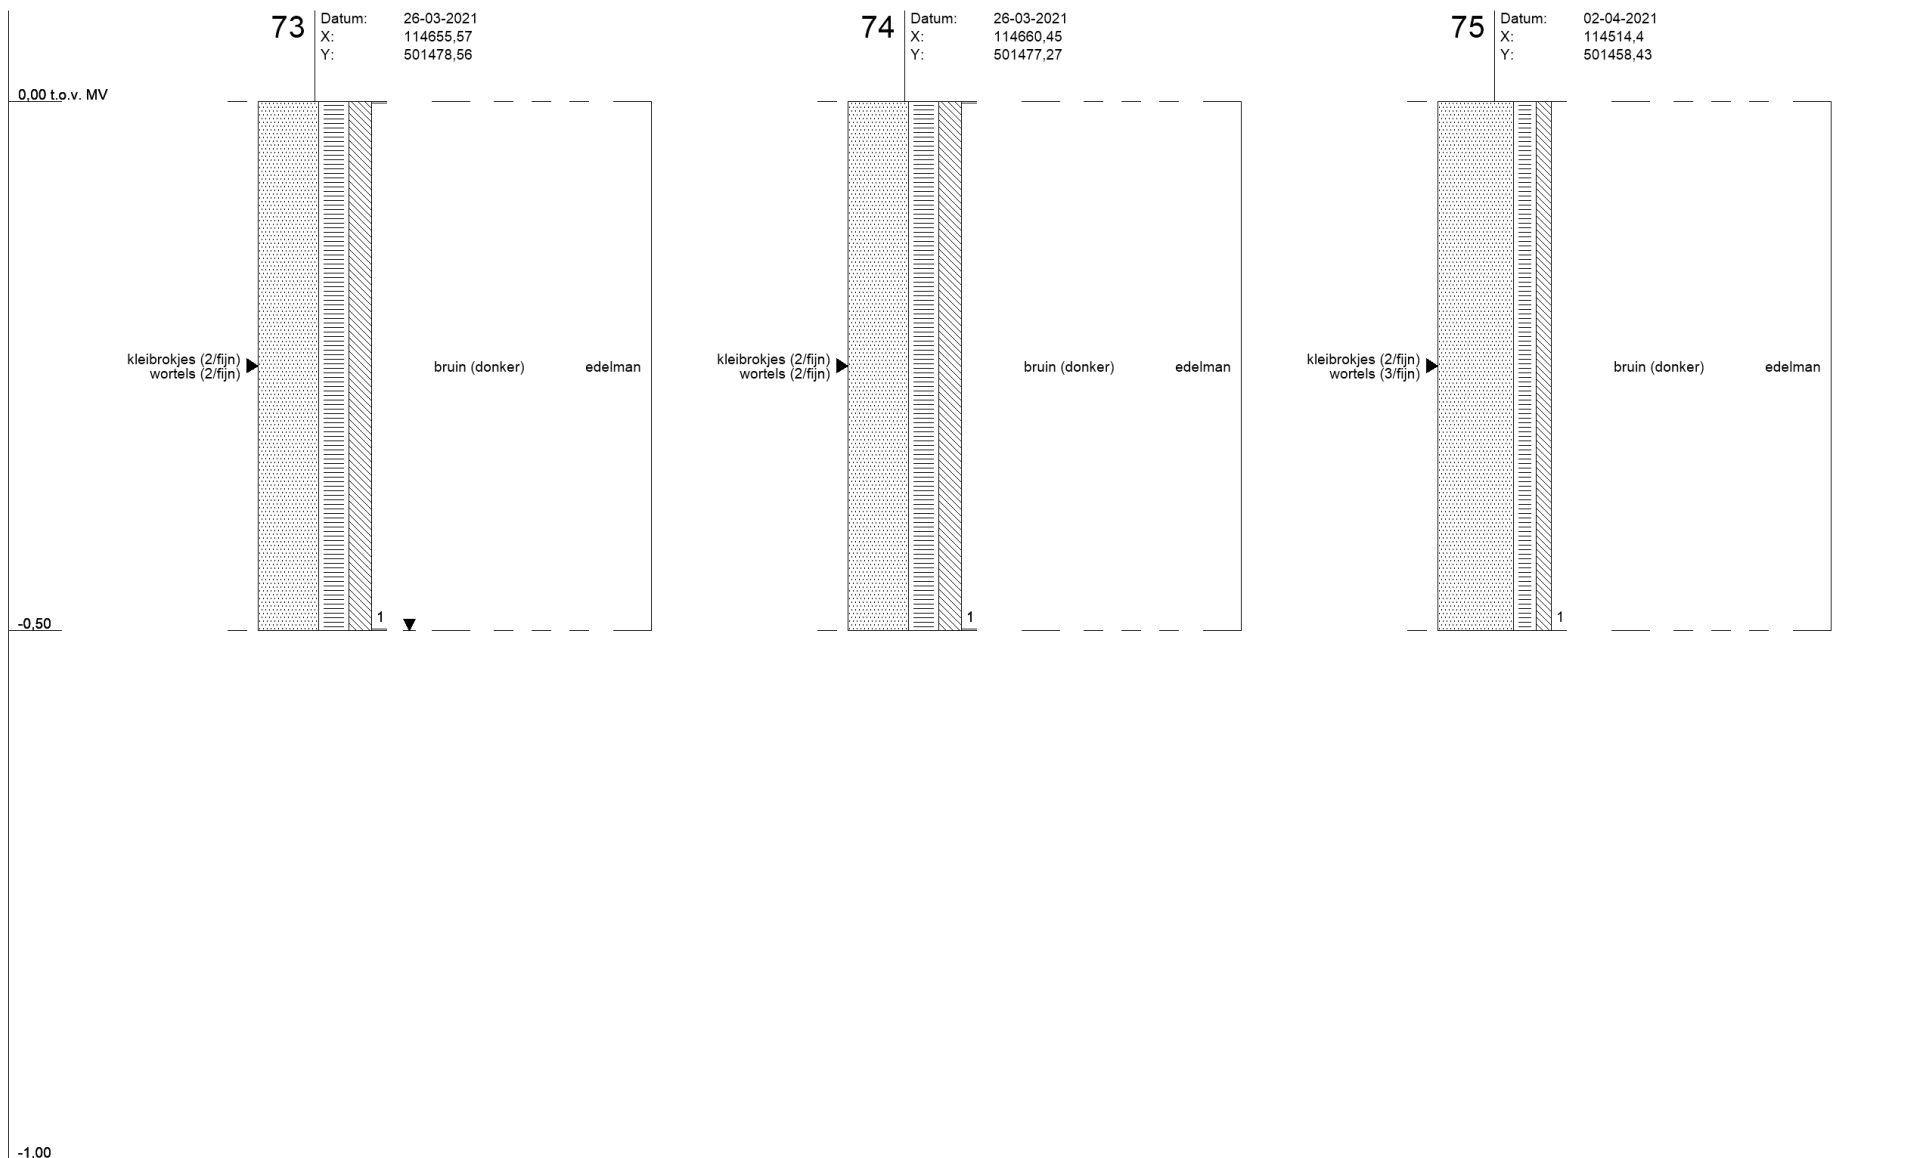 73
Datum: 26-03-2021
X: 114655,57
Y: 501478,56
74
Datum: 26-03-2021
X: 114660,45
Y: 501477,27
75
Datum: 02-04-2021
X: 114514,4
Y: 501458,43
0,00 t.o.v. MV
kleibrokjes (2/fijn)
wortels (2/fijn)
bruin (donker)
edelman
1
kleibrokjes (2/fijn)
wortels (2/fijn)
bruin (donker)
edelman
1
kleibrokjes (2/fijn)
wortels (3/fijn)
bruin (donker)
edelman
1
-0,50
-1,00